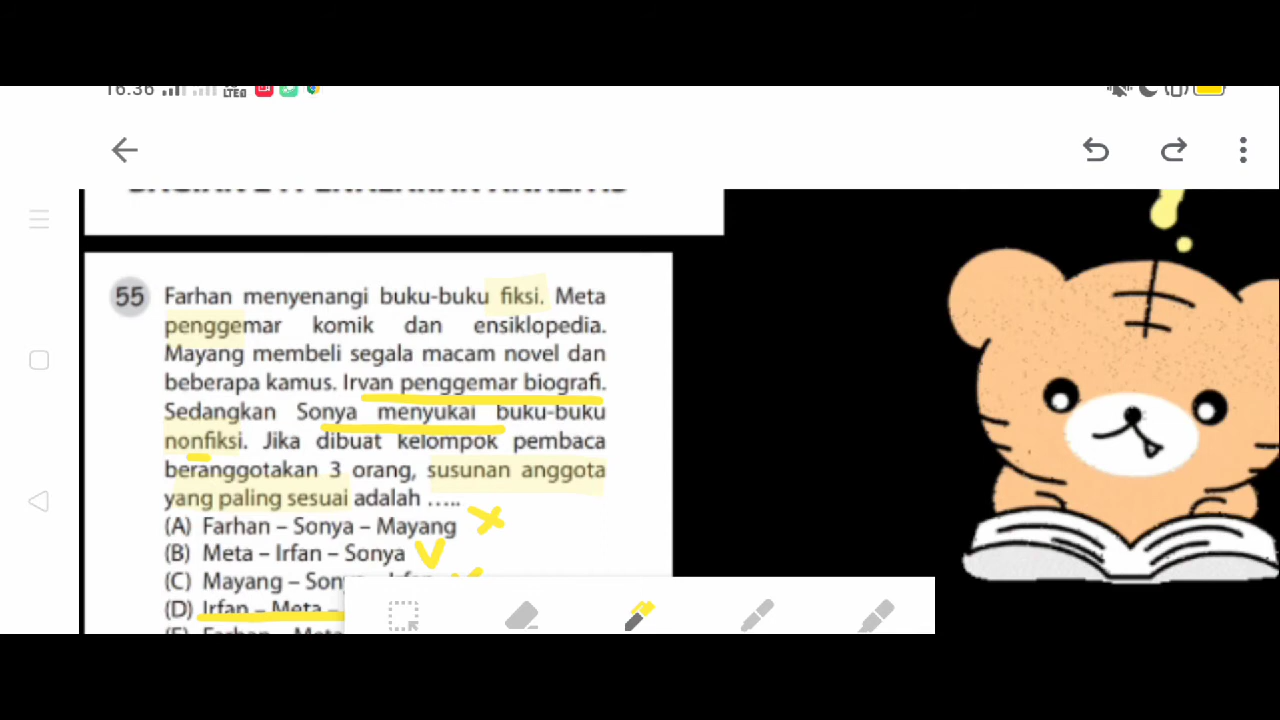 16.36
LTE
55 Farhan menyenangi buku-buku fiksi. Meta
penggemar komik dan ensiklopedia.
Mayang membeli segala macam novel dan
beberapa kamus. Irvan penggemar biografi.
Sedangkan Sonya menyukai buku-buku
nonfiksi. Jika dibuat kelompok pembaca
beranggotakan 3 orang, susunan anggota
yang paling sesuai adalah .....
(A) Farhan – Sonya – Mayang
(B) Meta – Irfan – Sonya
(C) Mayang –
(D) Irfan – Meta –